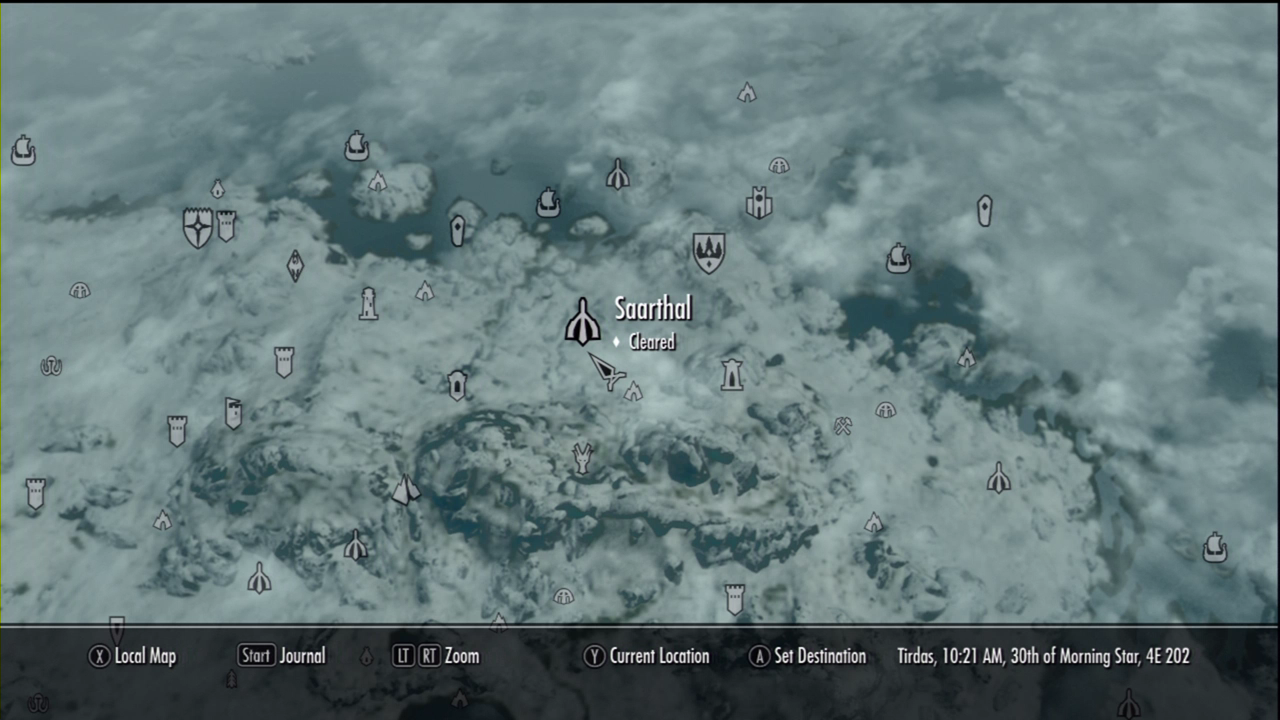 Saarthal
Cleared
X Local Map Start Journal LT RT Zoom Y Current Location A Set Destination Tirdas, 10:21 AM, 30th of Morning Star, 4E 202